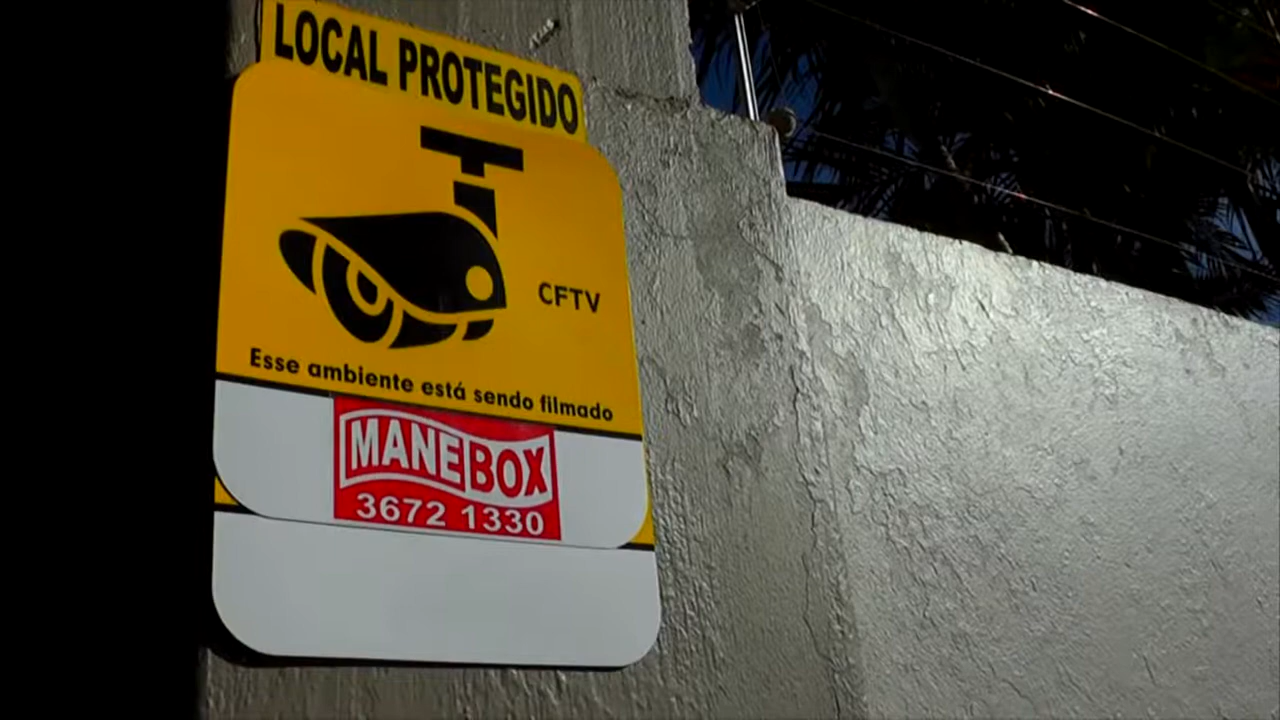 LOCAL PROTEGIDO
CFTV
Esse ambiente está sendo filmado
MANEBOX
3672 1330